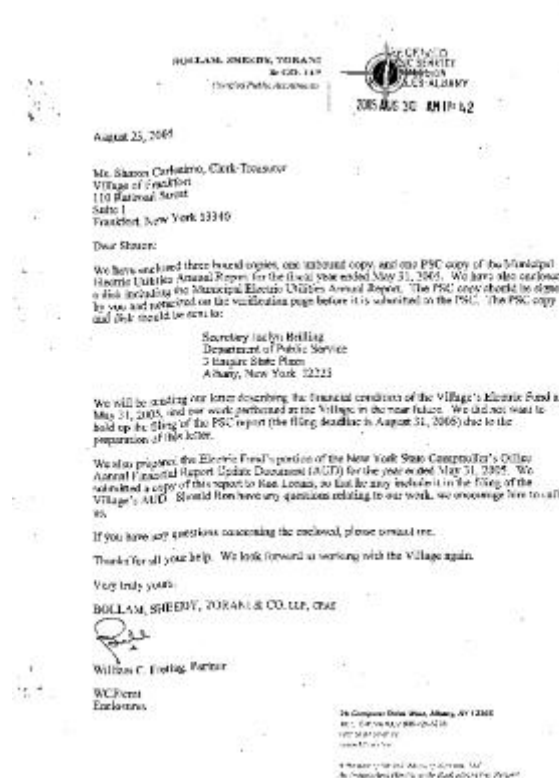 BOLLAM, SHEEDY, TORANI
& CO. LLP
Certified Public Accountants
2005 AUG 30 AM
August 25, 2005
Ms. Sharon Carlesimo, Clerk-Treasurer
Village of Frankfort
110 Railroad Street
Suite 1
Frankfort, New York 13340
Dear Sharon:
We have enclosed three bound copies, one unbound copy, and one PSC copy of the Municipal
Electric Utilities Annual Report for the fiscal year ended May 31, 2005. We have also enclose
a disk including the Municipal Electric Utilities Annual Report. The PSC copy should be signe
by you and notarized on the verification page before it is submitted to the PSC. The PSC copy
and disk should be sent to:
Secretary Jaclyn Brilling
Department of Public Service
3 Empire State Plaza
Albany, New York 12223
We will be sending our letter describing the financial condition of the Village's Electric Fund a
May 31, 2005, and our work performed at the Village in the near future. We did not want to
hold up the filing of the PSC report (the filing deadline is August 31, 2005) due to the
preparation of this letter.
We also prepared the Electric Fund's portion of the New York State Comptroller's Office
Annual Financial Report Update Document (AUD) for the year ended May 31, 2005. We
submitted a copy of this report to Ron so that he may include it in the filing of the
Village's AUD. Should Ron have any questions relating to our work, we encourage him to call
us.
If you have any questions concerning the enclosed, please contact me.
Thanks for all your help. We look forward to working with the Village again.
Very truly yours,
BOLLAM, SHEEDY, TORANI & CO. LLP, CPAs
William C. Freitag, Partner
Enclosures
Albany, NY